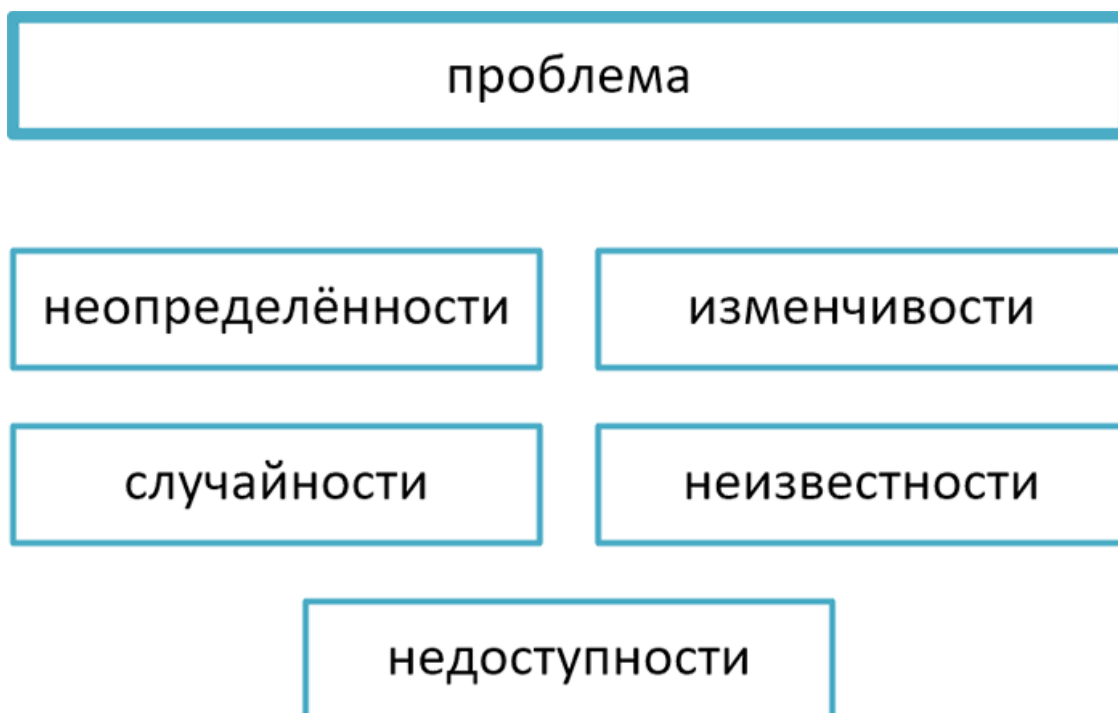 проблема
неопределённости
изменчивости
случайности
неизвестности
недоступности